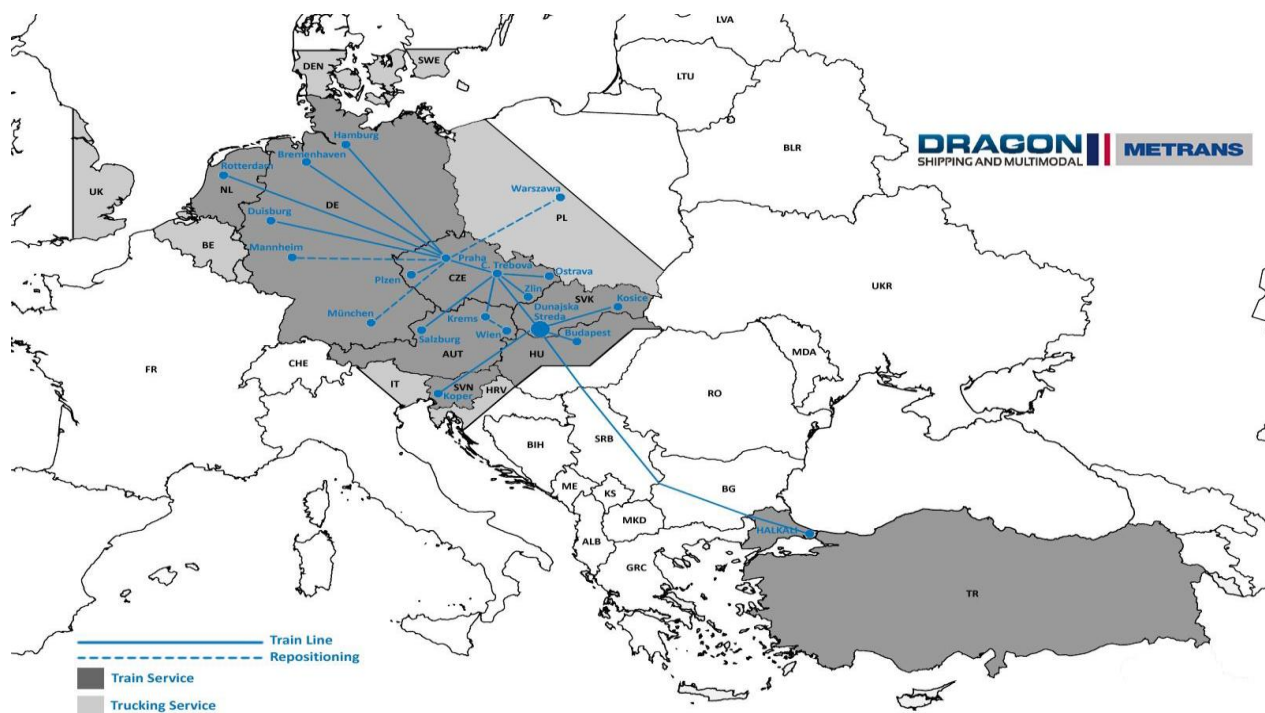 LVA
DEN
SWE
LTU
Hamburg
BLR
DRAGON
SHIPPING AND MULTIMODAL
METRANS
Bremenhaven
Rotterdam
NL
UK
Warszawa
DE
PL
Duisburg
BE
Mannheim
Praha
C. Trebova
Ostrava
Plzen
CZE
Zlin
SVK
Kosice
UKR
Dunajska
Streda
München
Krems
Salzburg
Wien
Budapest
AUT
HU
MDA
FR
CHE
IT
SVN
HRV
Koper
RO
BIH
SRB
ME
KS
BG
MKD
HALKALI
ALB
GRC
TR
Train Line
Repositioning
Train Service
Trucking Service